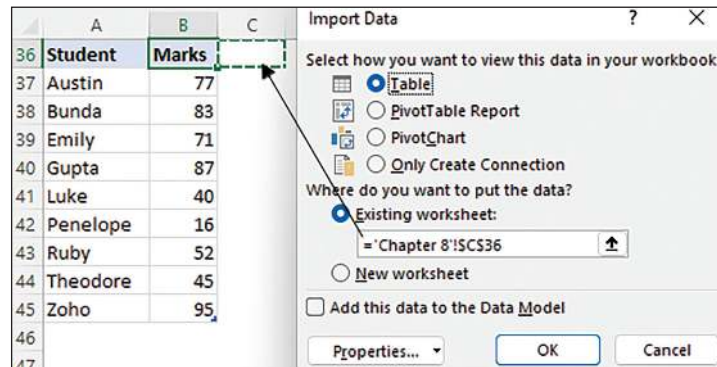 A B C
36 Student Marks
37 Austin 77
38 Bunda 83
39 Emily 71
40 Gupta 87
41 Luke 40
42 Penelope 16
43 Ruby 52
44 Theodore 45
45 Zoho 95
46
47
Import Data ? X
Select how you want to view this data in your workbook
Table
PivotTable Report
PivotChart
Only Create Connection
Where do you want to put the data?
Existing worksheet:
='Chapter 8'!$C$36
New worksheet
Add this data to the Data Model
Properties... OK Cancel